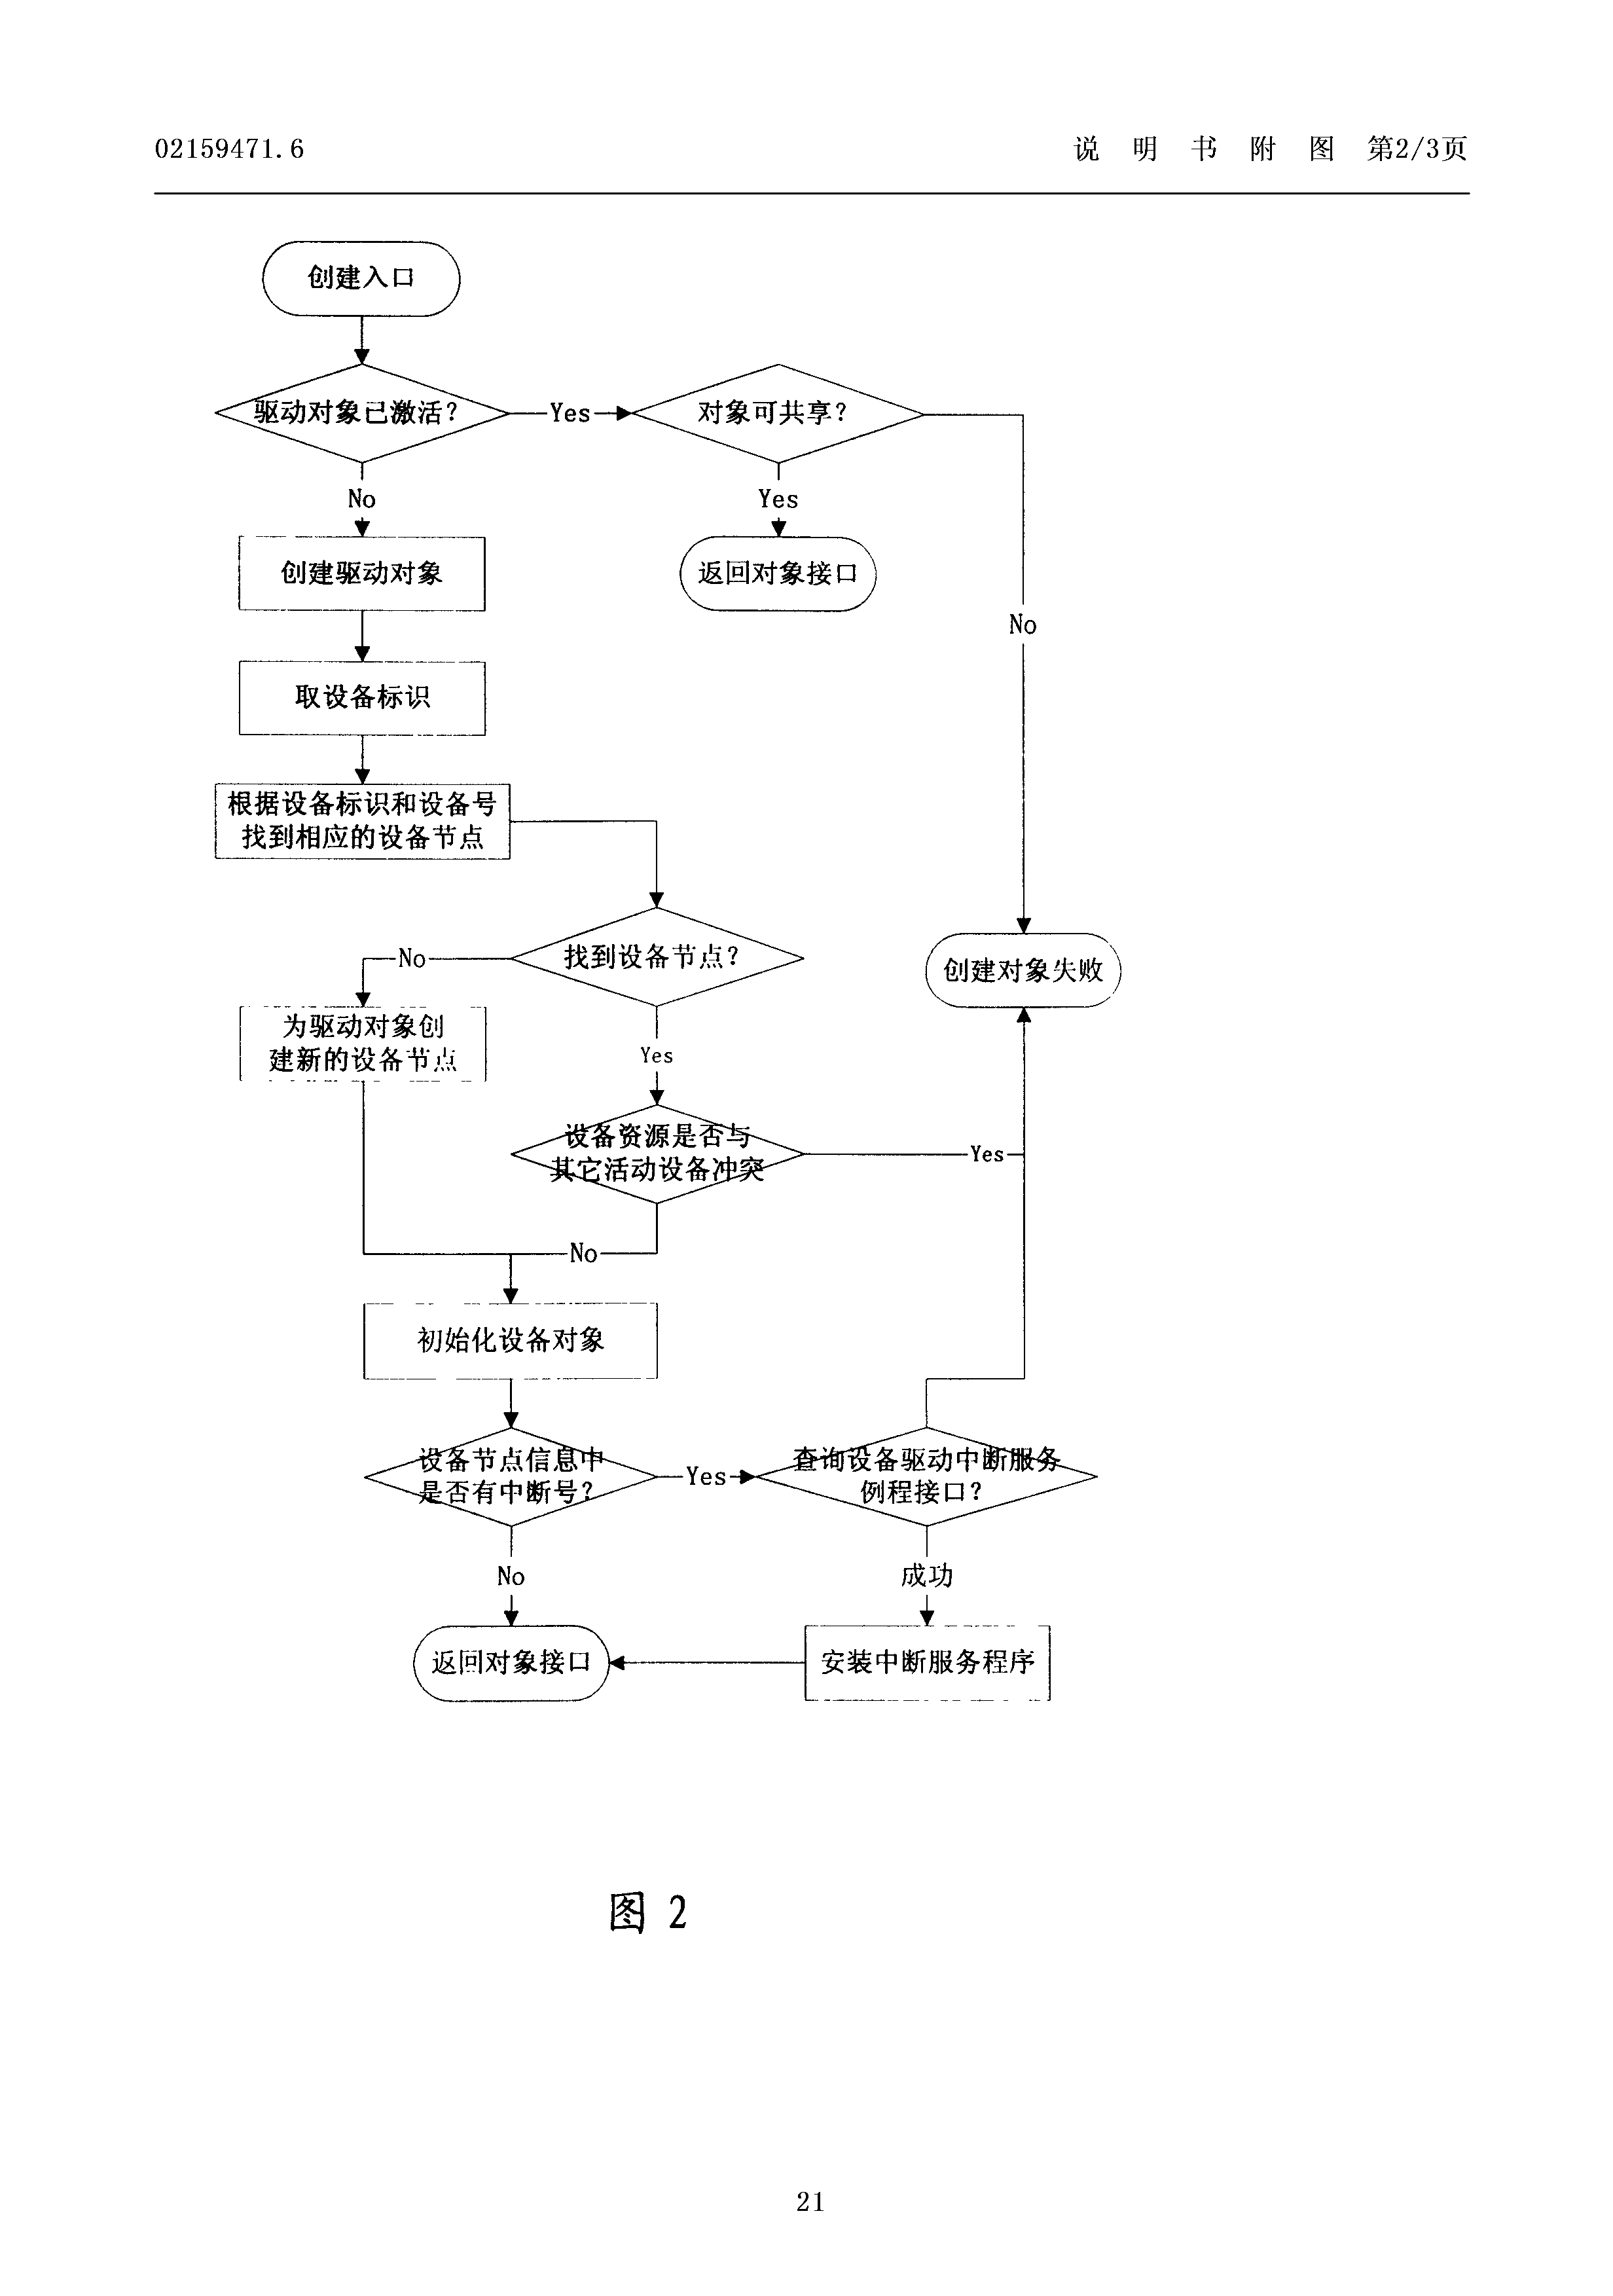 02159471.6
说 明 书 附 图 第2/3页
创建入口
驱动对象已激活?
Yes
对象可共享?
No
Yes
创建驱动对象
返回对象接口
No
取设备标识
根据设备标识和设备号
找到相应的设备节点
No
找到设备节点?
创建对象失败
为驱动对象创
建新的设备节点
Yes
设备资源是否与
其它活动设备冲突
Yes
No
初始化设备对象
设备节点信息中
是否有中断号?
Yes
查询设备驱动中断服务
例程接口?
No
成功
返回对象接口
安装中断服务程序
图 2
21